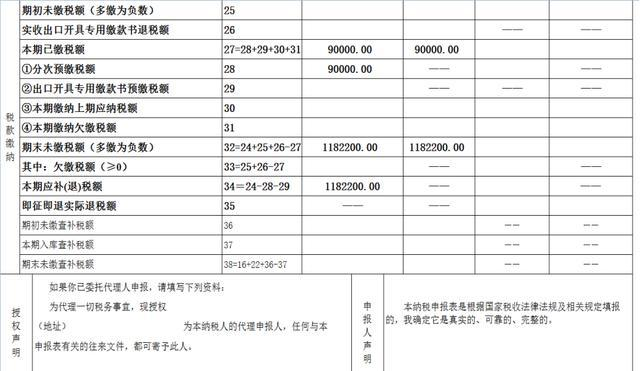 期初未缴税额（多缴为负数） 25
实收出口开具专用缴款书退税额 26 —— ——
本期已缴税额 27=28+29+30+31 90000.00 90000.00
①分次预缴税额 28 90000.00 —— ——
②出口开具专用缴款书预缴税额 29 —— —— ——
③本期缴纳上期应纳税额 30
④本期缴纳欠缴税额 31
期末未缴税额（多缴为负数） 32=24+25+26-27 1182200.00 1182200.00
其中：欠缴税额（≥0） 33=25+26-27 —— ——
本期应补(退)税额 34＝24-28-29 1182200.00 —— ——
即征即退实际退税额 35 —— ——
期初未缴查补税额 36 —— ——
本期入库查补税额 37 —— ——
期末未缴查补税额 38=16+22+36-37 —— ——
税款缴纳
授权声明
如果你已委托代理人申报，请填写下列资料：
为代理一切税务事宜，现授权
（地址） 为本纳税人的代理申报人，任何与本
申报表有关的往来文件，都可寄予此人。
申报人声明
本纳税申报表是根据国家税收法律法规及相关规定填报
的，我确定它是真实的、可靠的、完整的。